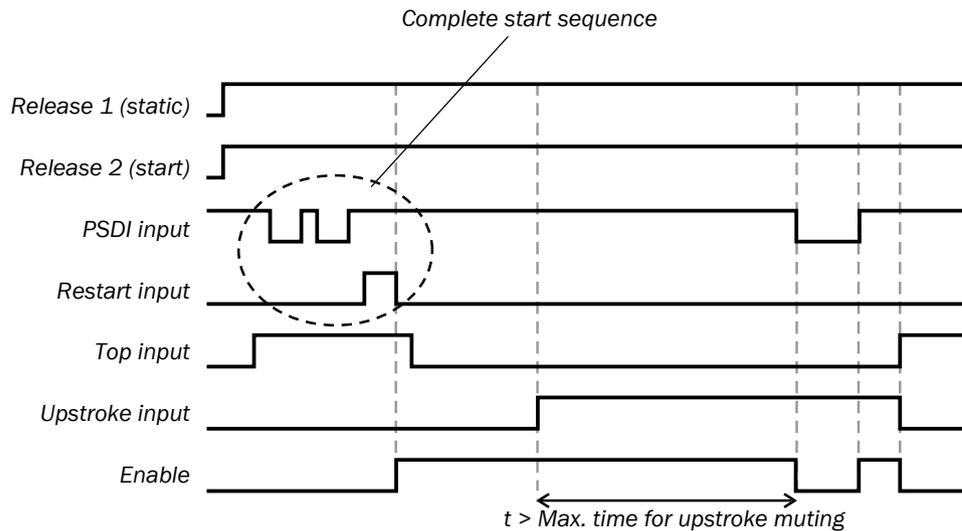 Complete start sequence
Release 1 (static)
Release 2 (start)
PSDI input
Restart input
Top input
Upstroke input
Enable
t > Max. time for upstroke muting